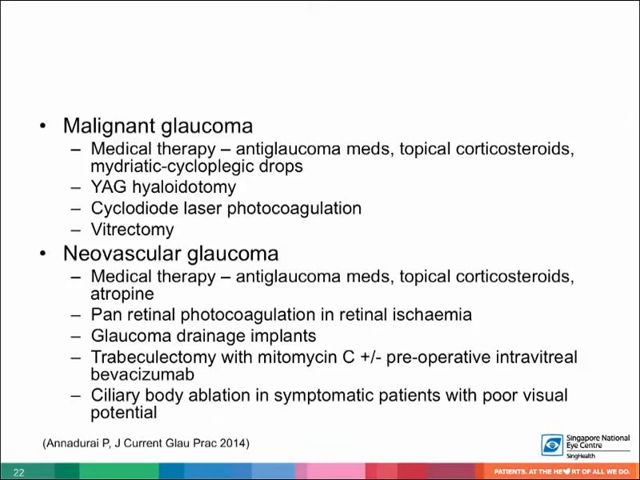 • Malignant glaucoma
– Medical therapy – antiglaucoma meds, topical corticosteroids,
mydriatic-cycloplegic drops
– YAG hyaloidotomy
– Cyclodiode laser photocoagulation
– Vitrectomy
• Neovascular glaucoma
– Medical therapy – antiglaucoma meds, topical corticosteroids,
atropine
– Pan retinal photocoagulation in retinal ischaemia
– Glaucoma drainage implants
– Trabeculectomy with mitomycin C +/- pre-operative intravitreal
bevacizumab
– Ciliary body ablation in symptomatic patients with poor visual
potential
(Annadurai P, J Current Glau Prac 2014)
Singapore National
Eye Centre
SingHealth
22
PATIENTS. AT THE HE♥RT OF ALL WE DO.